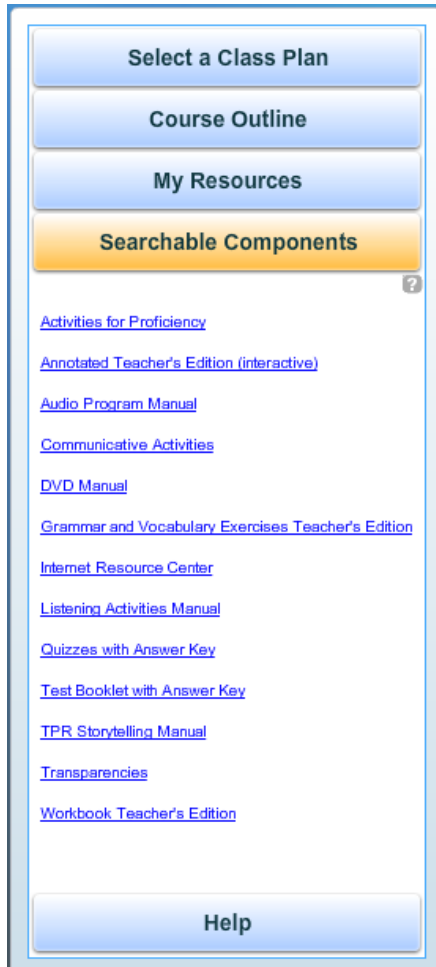 Select a Class Plan
Course Outline
My Resources
Searchable Components
?
Activities for Proficiency
Annotated Teacher's Edition (interactive)
Audio Program Manual
Communicative Activities
DVD Manual
Grammar and Vocabulary Exercises Teacher's Edition
Internet Resource Center
Listening Activities Manual
Quizzes with Answer Key
Test Booklet with Answer Key
TPR Storytelling Manual
Transparencies
Workbook Teacher's Edition
Help